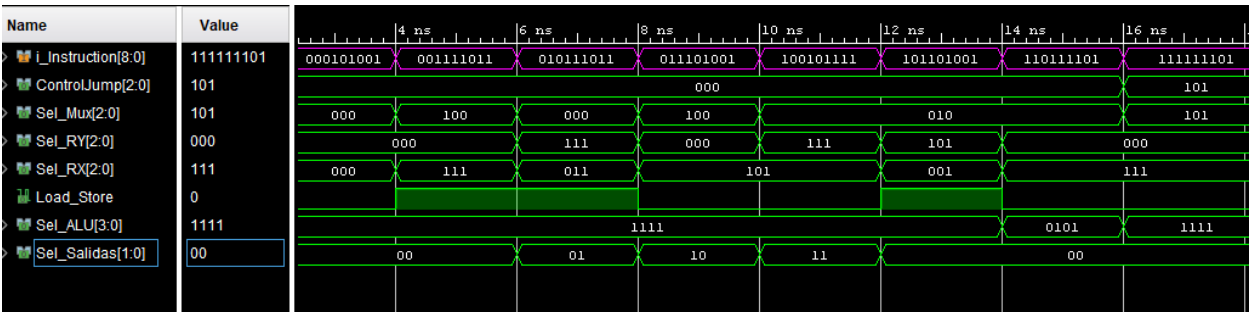 Name Value 4 ns 6 ns 8 ns 10 ns 12 ns 14 ns 16 ns
i_Instruction[8:0] 111111101 000101001 001111011 010111011 011101001 100101111 101101001 110111101 111111101
ControlJump[2:0] 101 000 101
Sel_Mux[2:0] 101 000 100 000 100 010 101
Sel_RY[2:0] 000 000 111 000 111 101 000
Sel_RX[2:0] 111 000 111 011 101 001 111
Load_Store 0
Sel_ALU[3:0] 1111 1111 0101 1111
Sel_Salidas[1:0] 00 00 01 10 11 00